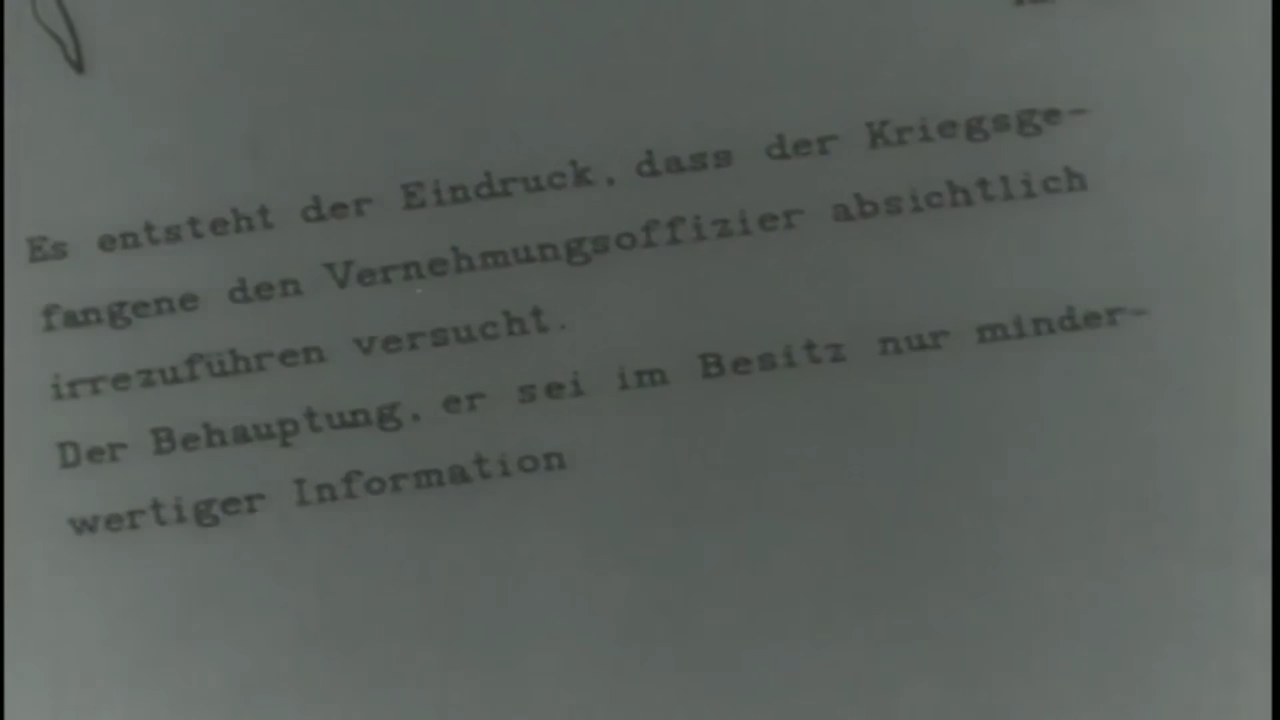 Es entsteht der Eindruck, dass der Kriegsge-
fangene den Vernehmungsoffizier absichtlich
irrezuführen versucht.
Der Behauptung, er sei im Besitz nur minder-
wertiger Information